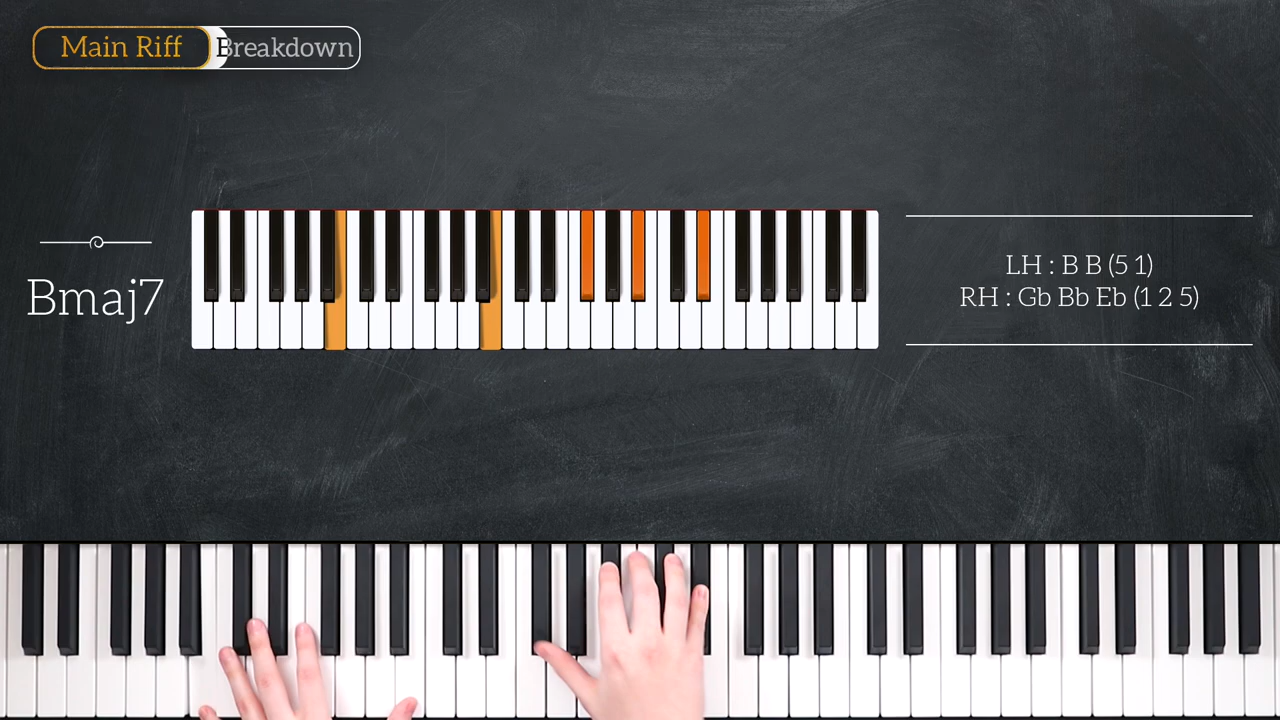 Main Riff Breakdown
Bmaj7
LH : B B (5 1)
RH : Gb Bb Eb (1 2 5)